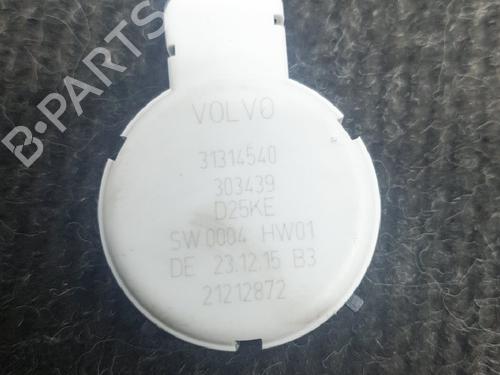 B-PARTS
VOLVO
31314540
303439
D25KE
SW 0004 HW01
DE 23.12.15 B3
21212872